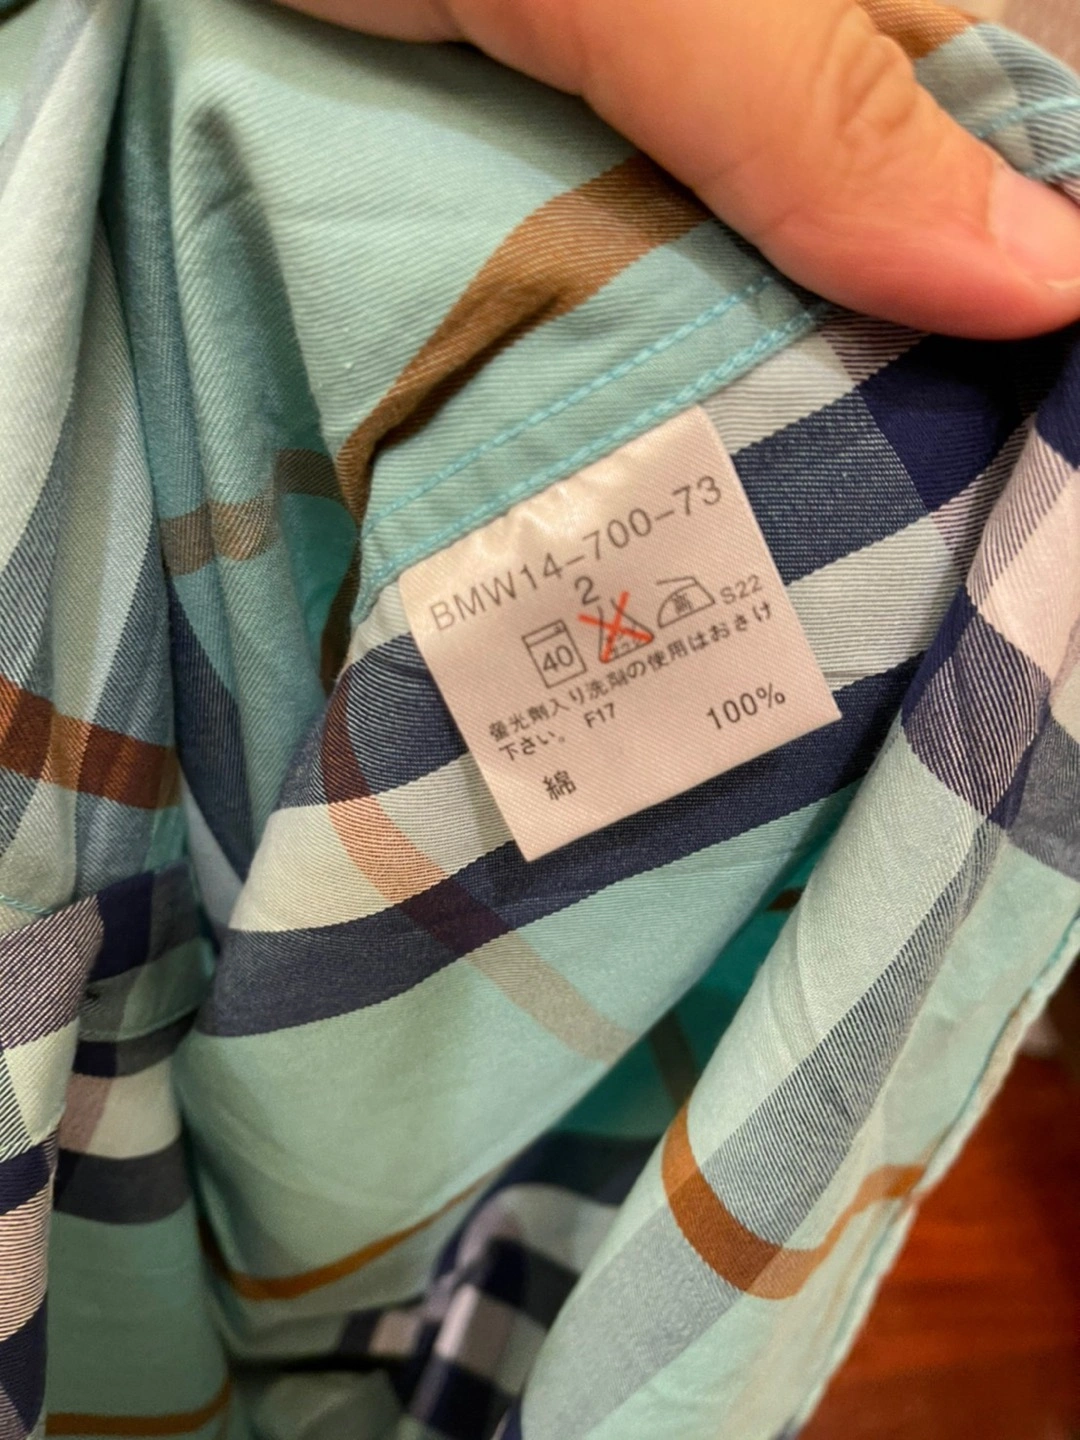 BMW14-700-73
2
40
高
S22
蛍光剤入り洗剤の使用はおさけ
下さい。 F17
綿 100%